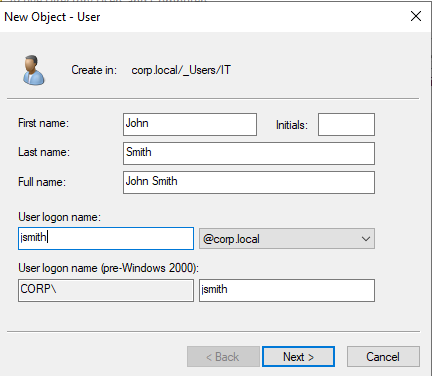 New Object - User
Create in: corp.local/_Users/IT
First name: John Initials:
Last name: Smith
Full name: John Smith
User logon name:
jsmith @corp.local
User logon name (pre-Windows 2000):
CORP\ jsmith
< Back Next > Cancel